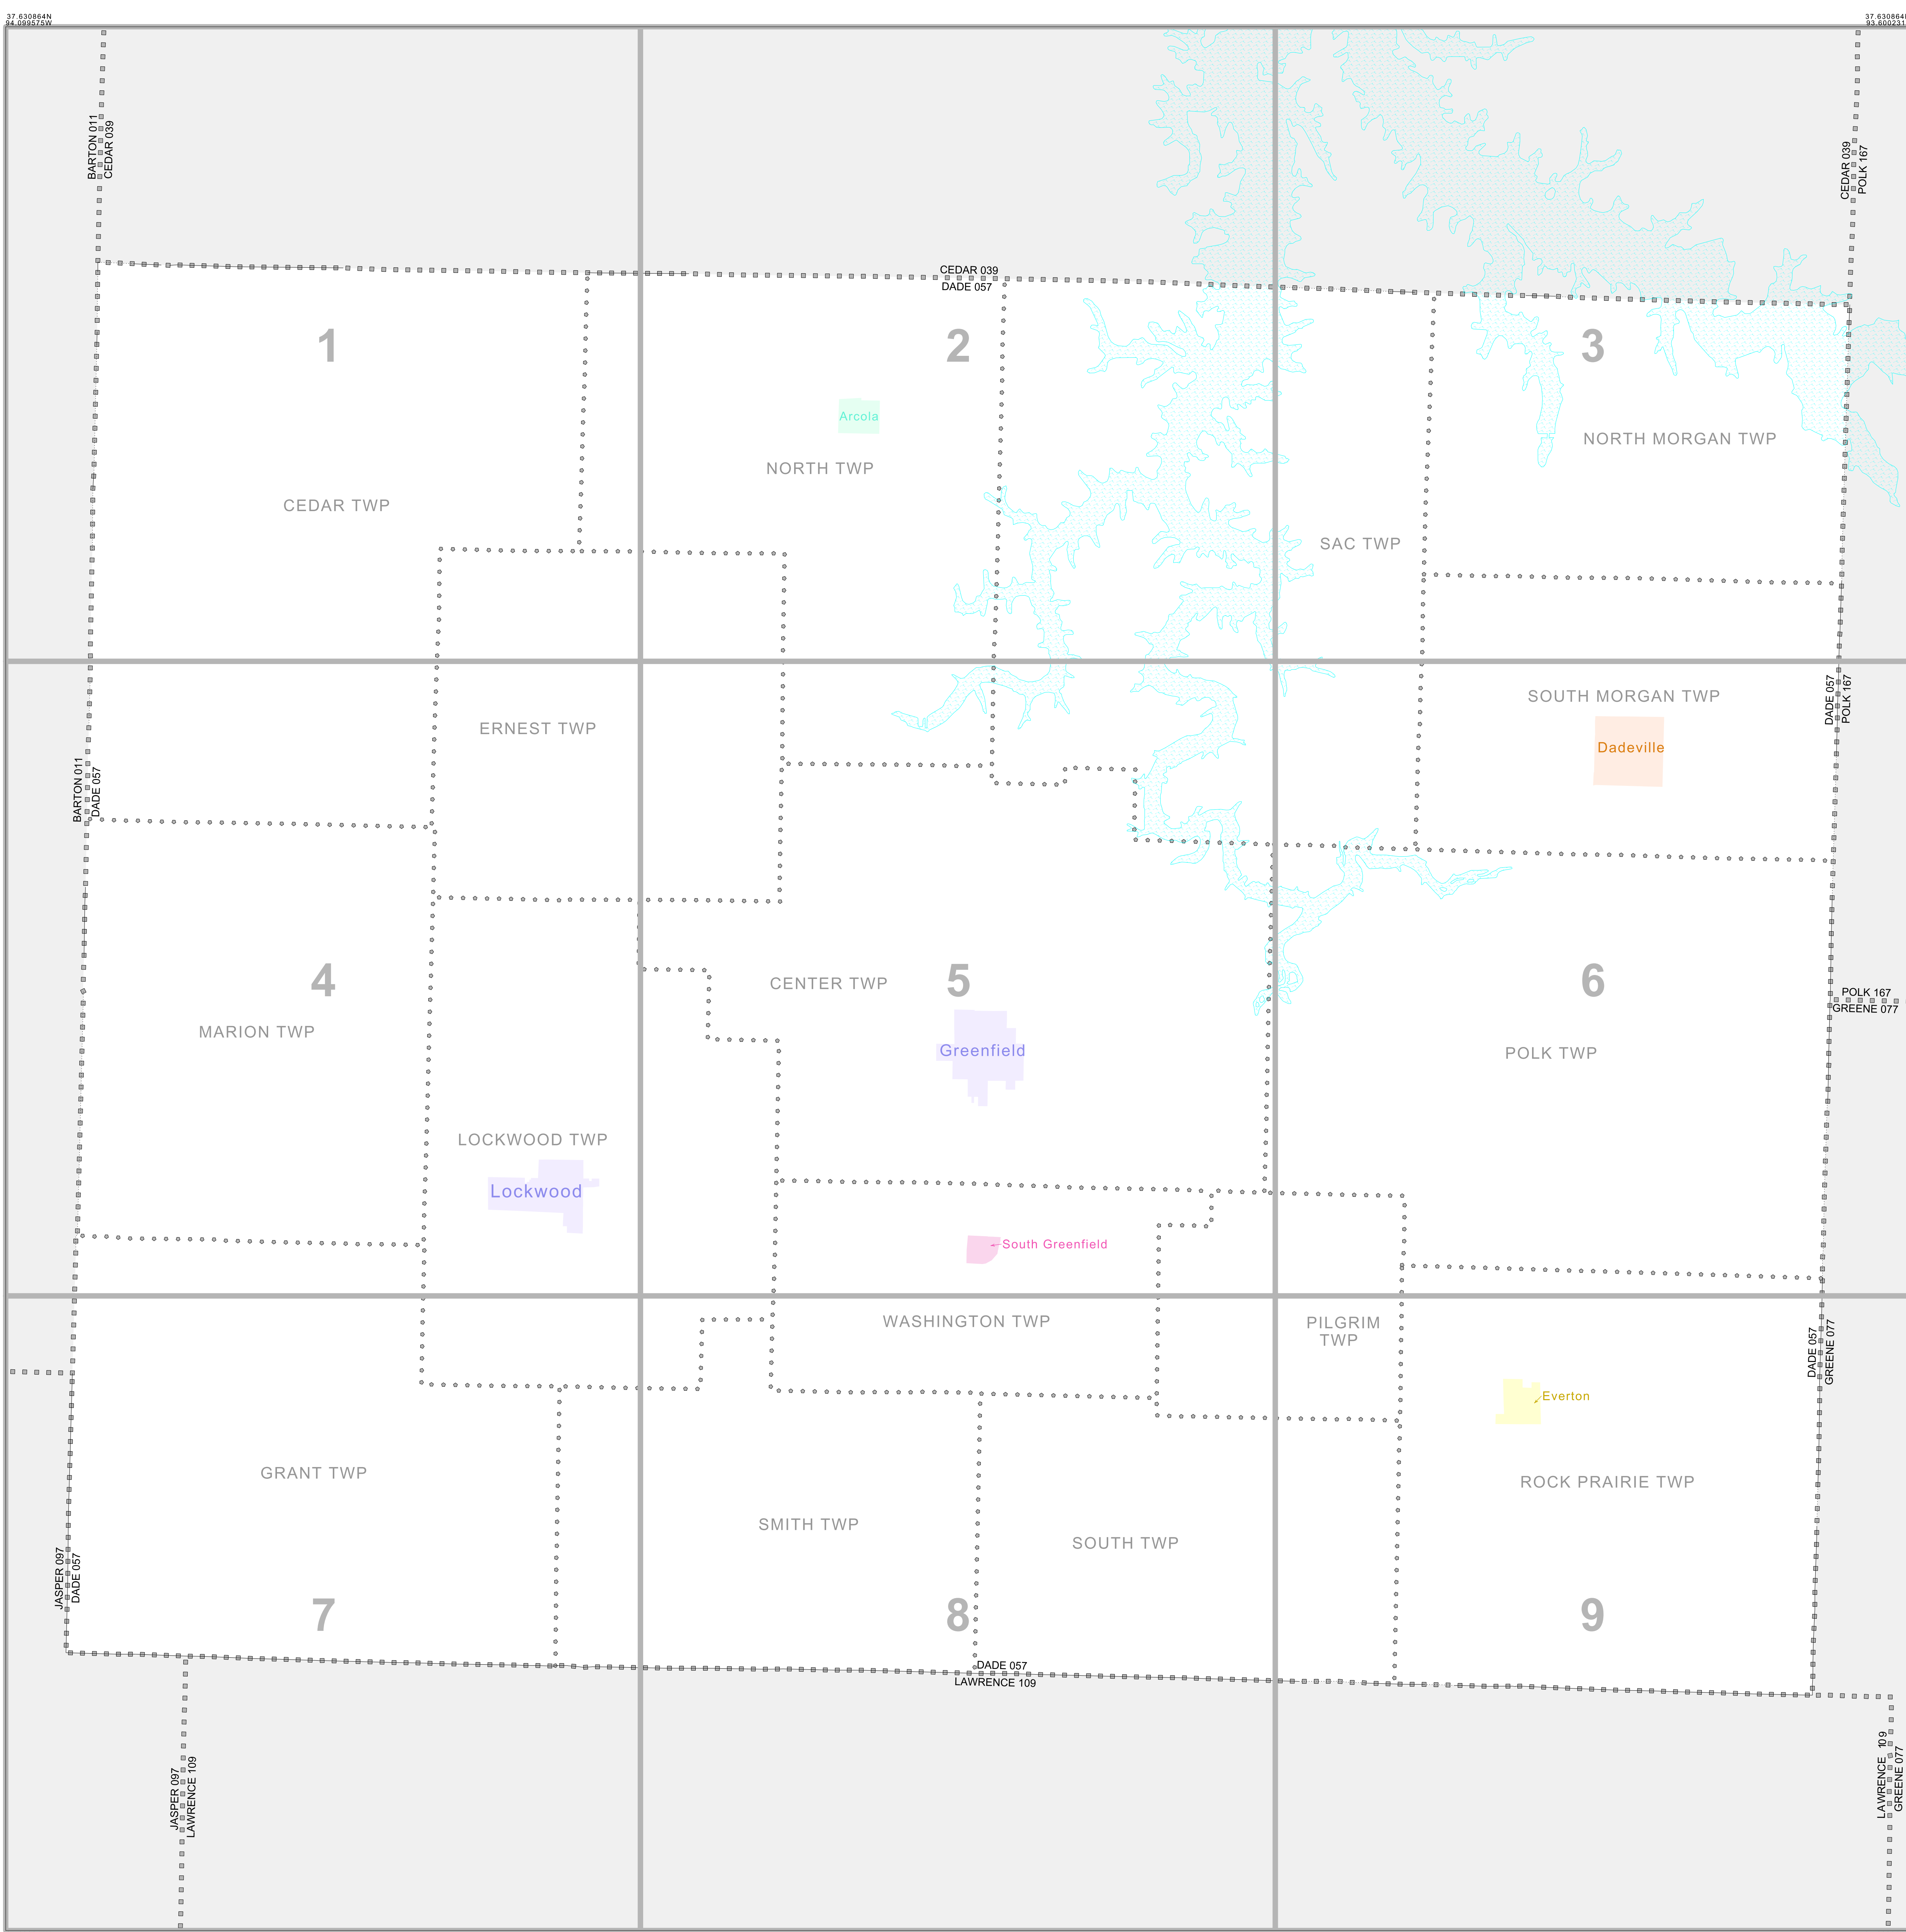 37.630864N
94.099575W
37.630864
93.600231
BARTON 011
CEDAR 039
CEDAR 039
POLK 167
CEDAR 039
DADE 057
1
2
3
Arcola
NORTH MORGAN TWP
NORTH TWP
CEDAR TWP
SAC TWP
SOUTH MORGAN TWP
DADE 057
POLK 167
ERNEST TWP
Dadeville
BARTON 011
DADE 057
4
CENTER TWP
5
6
POLK 167
GREENE 077
MARION TWP
Greenfield
POLK TWP
LOCKWOOD TWP
Lockwood
South Greenfield
WASHINGTON TWP
PILGRIM
TWP
DADE 057
GREENE 077
Everton
GRANT TWP
ROCK PRAIRIE TWP
SMITH TWP
SOUTH TWP
JASPER 097
DADE 057
7
8
9
DADE 057
LAWRENCE 109
JASPER 097
LAWRENCE 109
LAWRENCE 109
GREENE 077